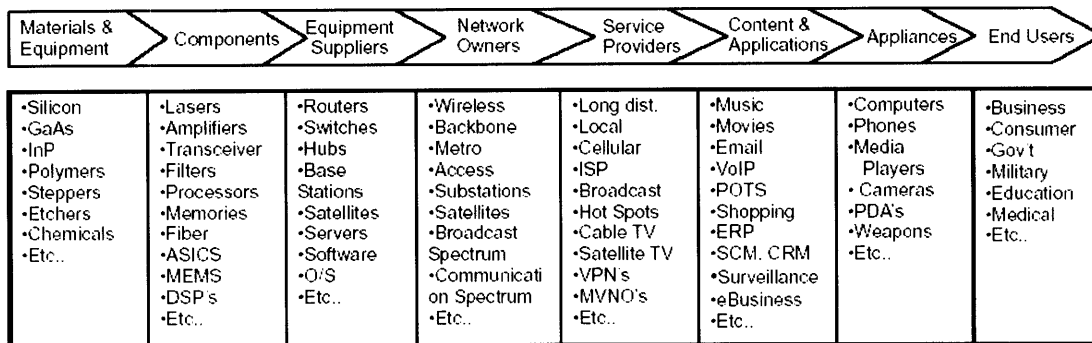 Materials &
Equipment
Components
Equipment
Suppliers
Network
Owners
Service
Providers
Content &
Applications
Appliances
End Users
•Silicon
•GaAs
•InP
•Polymers
•Steppers
•Etchers
•Chemicals
•Etc..
•Lasers
•Amplifiers
•Transceiver
•Filters
•Processors
•Memories
•Fiber
•ASICS
•MEMS
•DSP's
•Etc..
•Routers
•Switches
•Hubs
•Base
Stations
•Satellites
•Servers
•Software
•O/S
•Etc..
•Wireless
•Backbone
•Metro
•Access
•Substations
•Satellites
•Broadcast
Spectrum
•Communicati
on Spectrum
•Etc..
•Long dist.
•Local
•Cellular
•ISP
•Broadcast
•Hot Spots
•Cable TV
•Satellite TV
•VPN's
•MVNO's
•Etc..
•Music
•Movies
•Email
•VoIP
•POTS
•Shopping
•ERP
•SCM. CRM
•Surveillance
•eBusiness
•Etc..
•Computers
•Phones
•Media
Players
• Cameras
•PDA's
•Weapons
•Etc..
•Business
•Consumer
•Gov't
•Military
•Education
•Medical
•Etc..